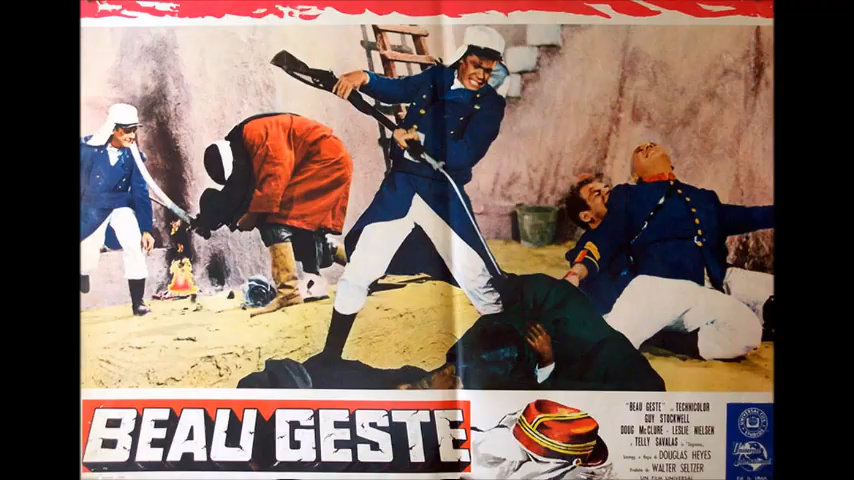 BEAU GESTE
"BEAU GESTE" in TECHNICOLOR
GUY STOCKWELL
DOUG McCLURE · LESLIE NIELSEN
TELLY SAVALAS
DOUGLAS HEYES
WALTER SELTZER
UN FILM UNIVERSAL